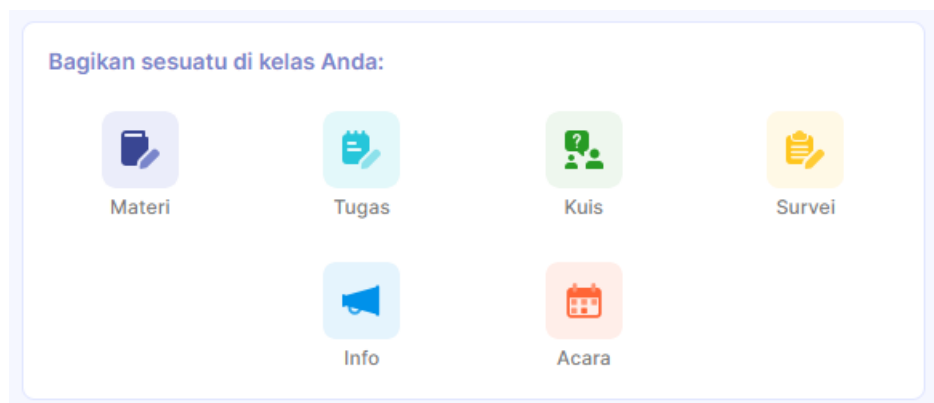 Bagikan sesuatu di kelas Anda:
Materi Tugas Kuis Survei
Info Acara